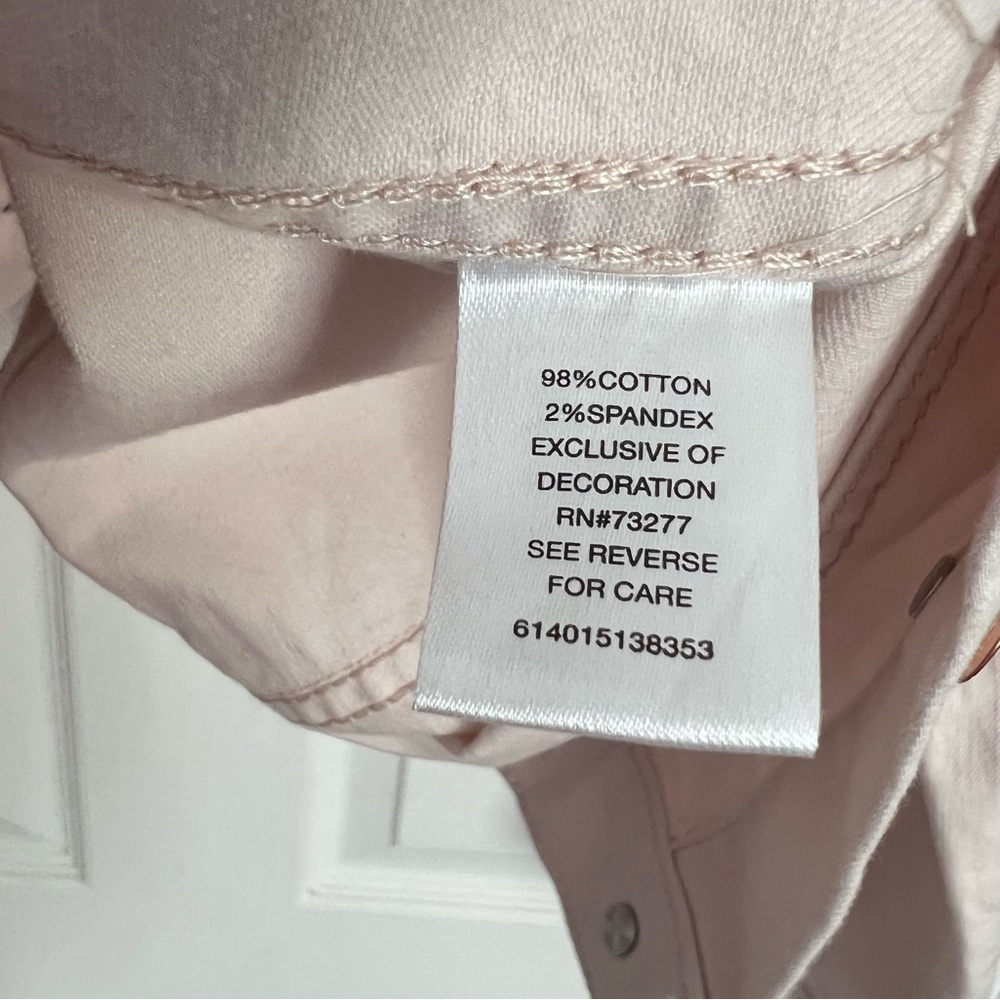 98%COTTON
2%SPANDEX
EXCLUSIVE OF
DECORATION
RN#73277
SEE REVERSE
FOR CARE
614015138353